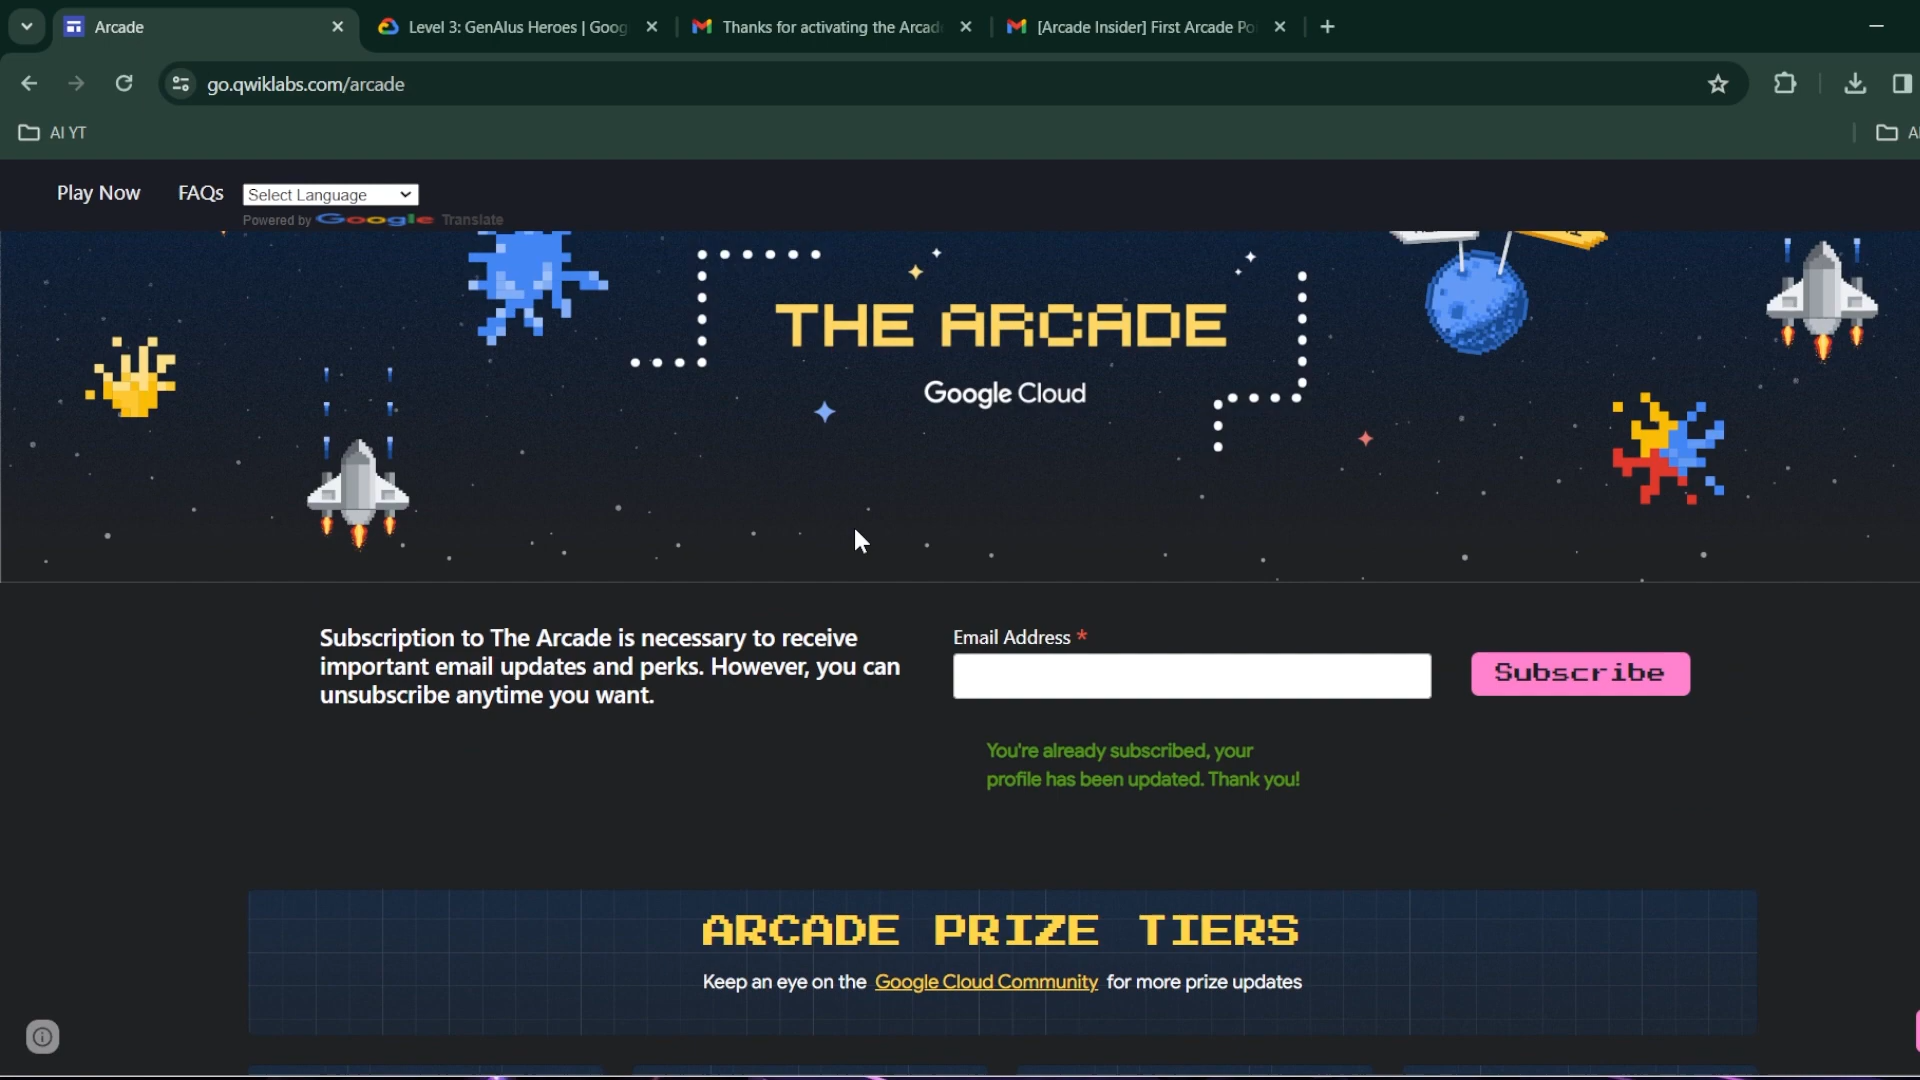 Arcade
Level 3: GenAIus Heroes | Goog
Thanks for activating the Arcad
[Arcade Insider] First Arcade Po
go.qwiklabs.com/arcade
AI YT
Play Now
FAQs
Select Language
Powered by Google Translate
THE ARCADE
Google Cloud
Subscription to The Arcade is necessary to receive
important email updates and perks. However, you can
unsubscribe anytime you want.
Email Address *
Subscribe
You're already subscribed, your
profile has been updated. Thank you!
ARCADE PRIZE TIERS
Keep an eye on the Google Cloud Community for more prize updates